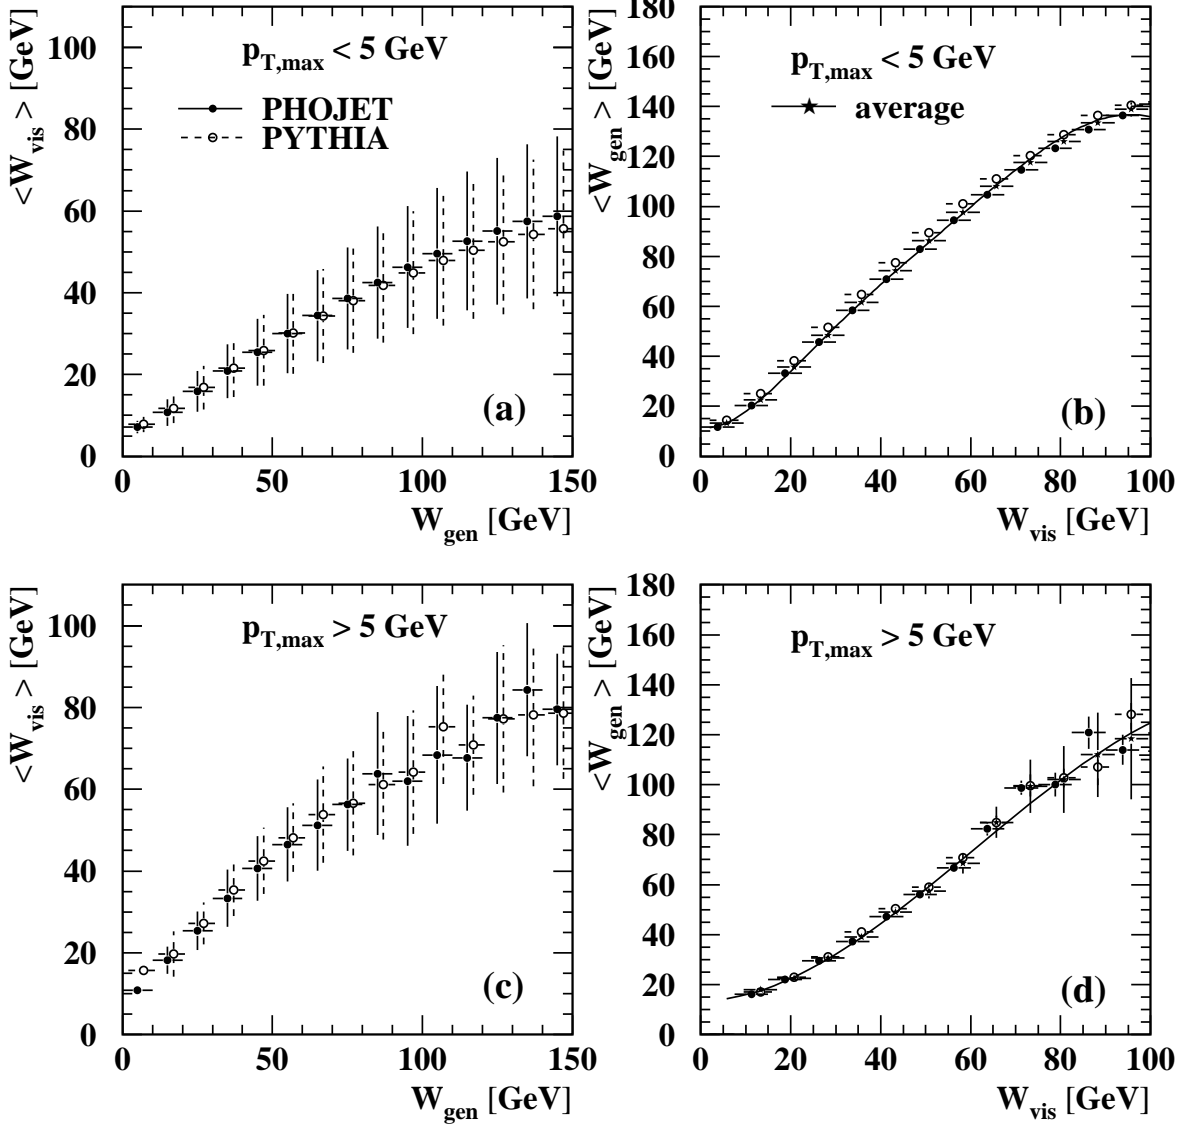 <W_vis> [GeV]
100
80
60
40
20
0
p_T,max < 5 GeV
PHOJET
PYTHIA
(a)
0 50 100 150
W_gen [GeV]
<W_gen> [GeV]
180
160
140
120
100
80
60
40
20
0
p_T,max < 5 GeV
average
(b)
0 20 40 60 80 100
W_vis [GeV]
<W_vis> [GeV]
100
80
60
40
20
0
p_T,max > 5 GeV
(c)
0 50 100 150
W_gen [GeV]
<W_gen> [GeV]
180
160
140
120
100
80
60
40
20
0
p_T,max > 5 GeV
(d)
0 20 40 60 80 100
W_vis [GeV]